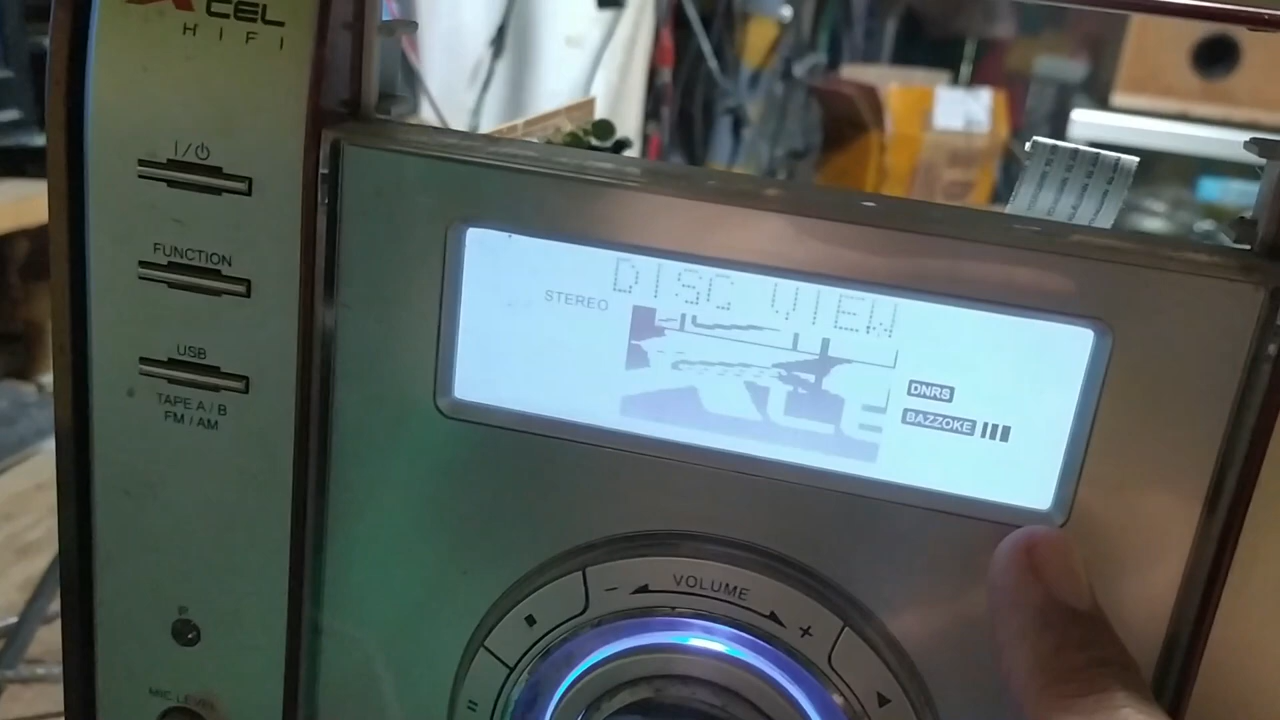 CEL
HIFI
I/⏻
FUNCTION
USB
TAPE A / B
FM / AM
MIC LEVEL
DISC VIEW
STEREO
DNRS
BAZZOKE
− VOLUME +